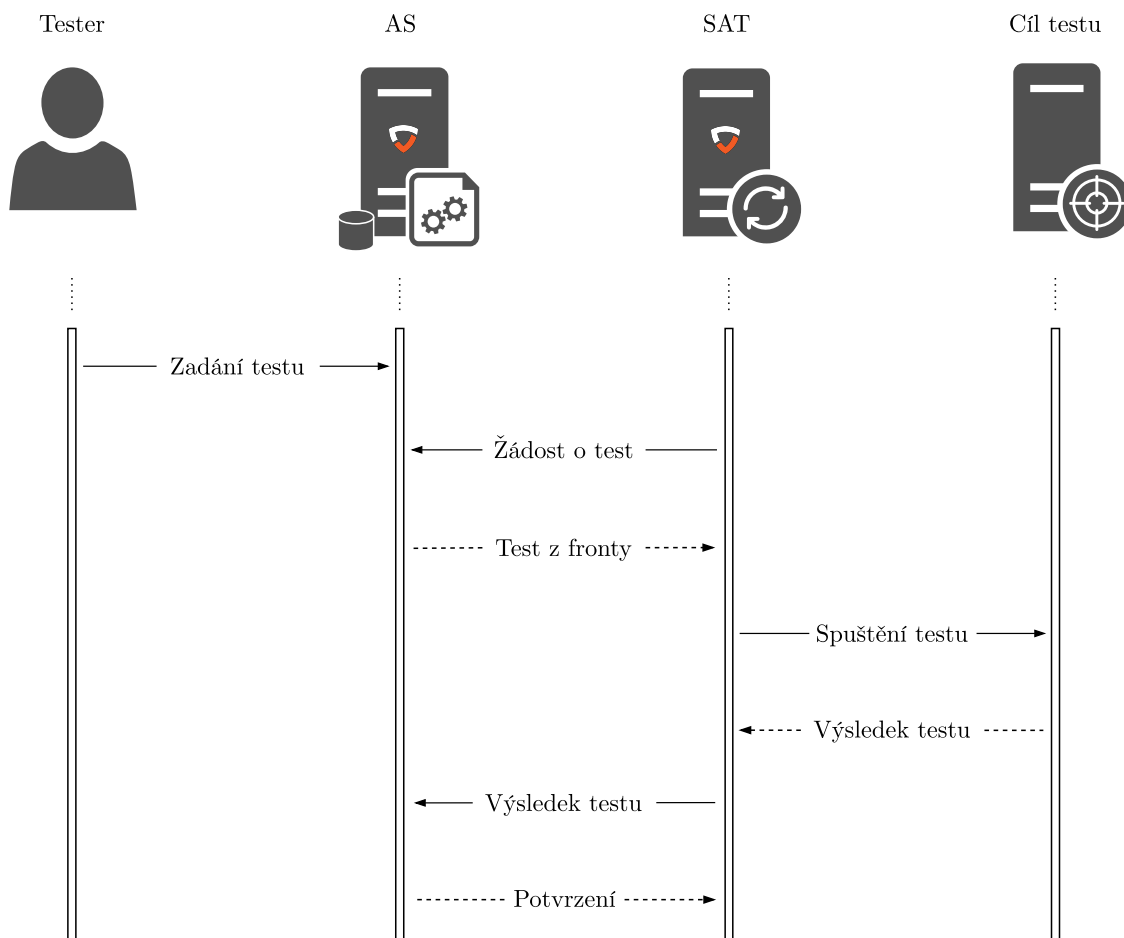 Tester
AS
SAT
Cíl testu
Zadání testu
Žádost o test
Test z fronty
Spuštění testu
Výsledek testu
Výsledek testu
Potvrzení